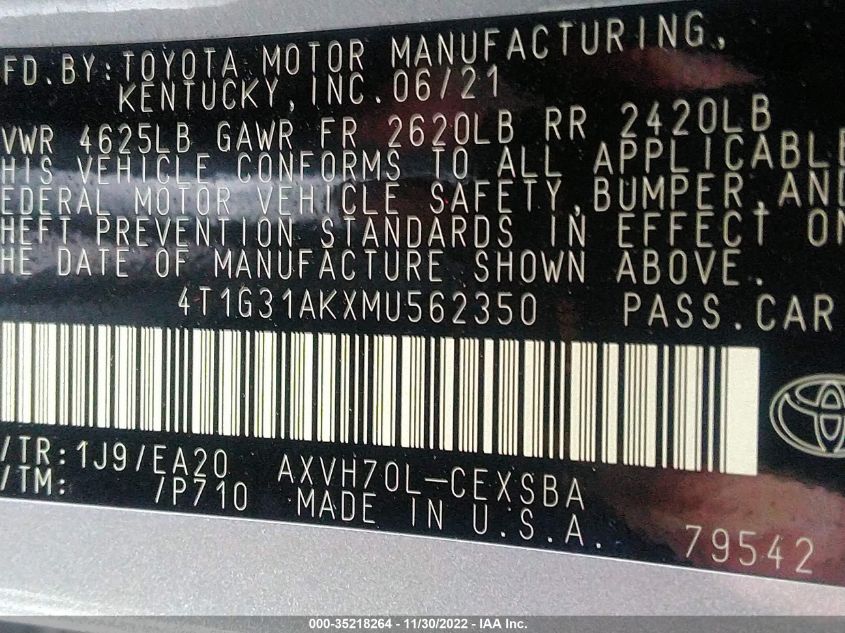 FD. BY: TOYOTA MOTOR MANUFACTURING,
KENTUCKY, INC. 06/21
VWR 4625LB GAWR FR 2620LB RR 2420LB
HIS VEHICLE CONFORMS TO ALL APPLICABLE
EDERAL MOTOR VEHICLE SAFETY, BUMPER, AND
HEFT PREVENTION STANDARDS IN EFFECT ON
HE DATE OF MANUFACTURE SHOWN ABOVE.
4T1G31AKXMU562350 PASS. CAR
/TR: 1J9/EA20 AXVH70L-CEXSBA
/TM: /P710 MADE IN U.S.A.
79542
000-35218264 - 11/30/2022 - IAA Inc.